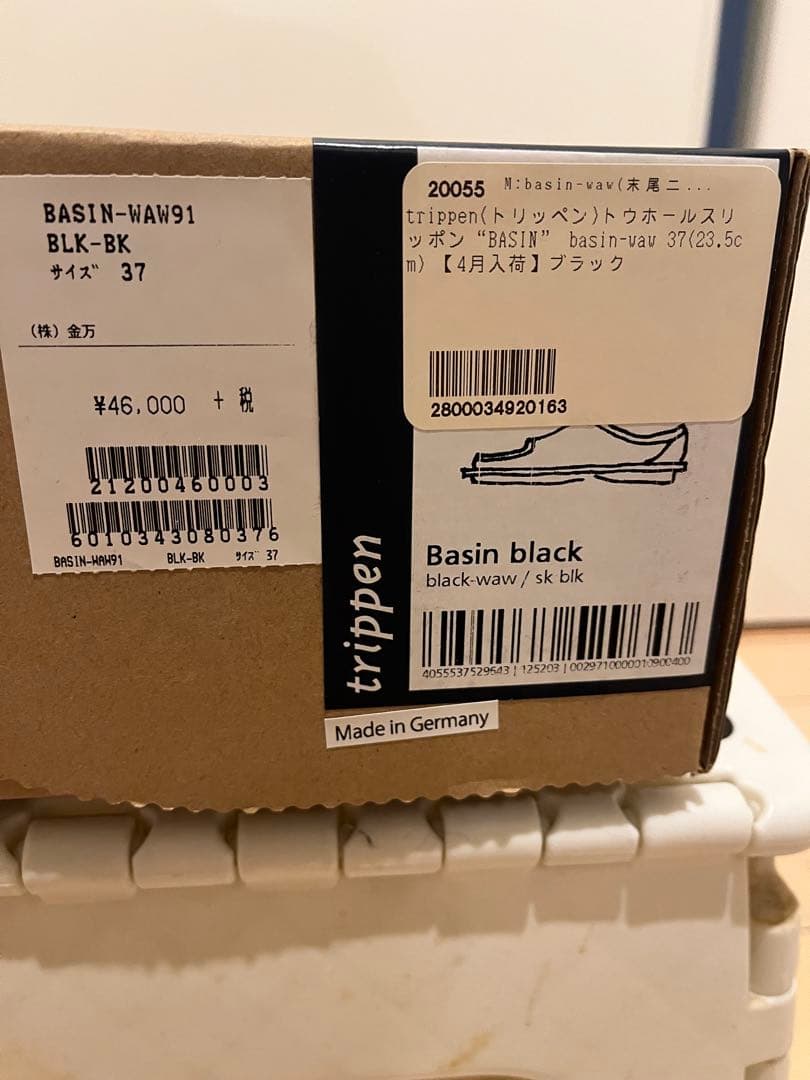 BASIN-WAW91
BLK-BK
サイズ 37
(株) 金万
¥46,000 + 税
21200460003
6010343080376
BASIN-WAW91 BLK-BK サイズ 37
20055 M:basin-waw(末尾ニ...
trippen(トリッペン)トウホールスリ
ッポン“BASIN” basin-waw 37(23.5c
m) 【4月入荷】ブラック
2800034920163
trippen
Basin black
black-waw / sk blk
4055537529643 | 125203 | 0029710000010900400
Made in Germany